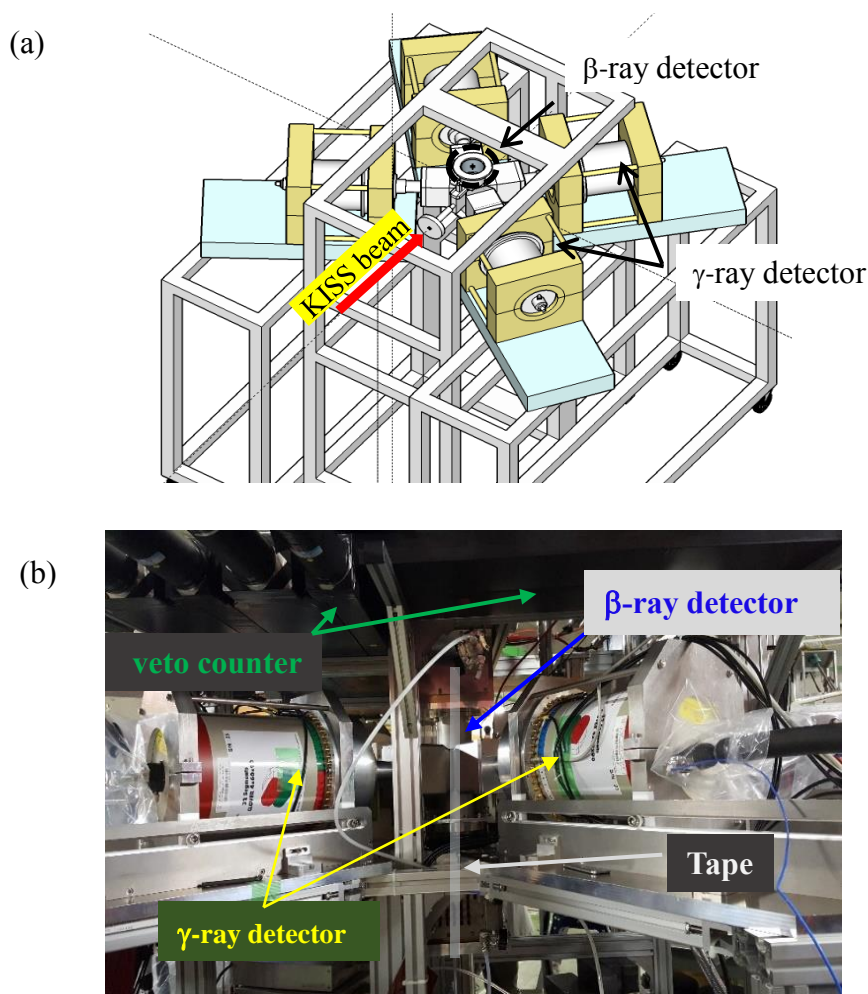 (a)
β-ray detector
KISS beam
γ-ray detector
(b)
β-ray detector
veto counter
Tape
γ-ray detector